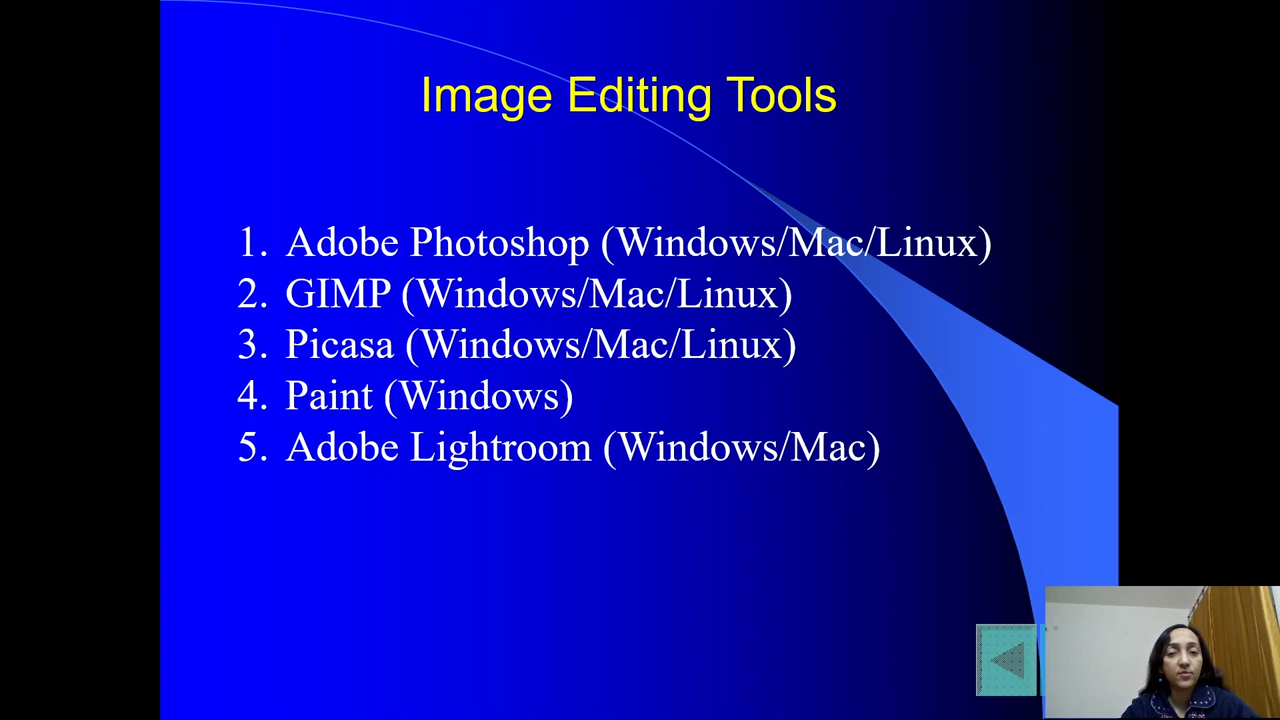 Image Editing Tools
1. Adobe Photoshop (Windows/Mac/Linux)
2. GIMP (Windows/Mac/Linux)
3. Picasa (Windows/Mac/Linux)
4. Paint (Windows)
5. Adobe Lightroom (Windows/Mac)